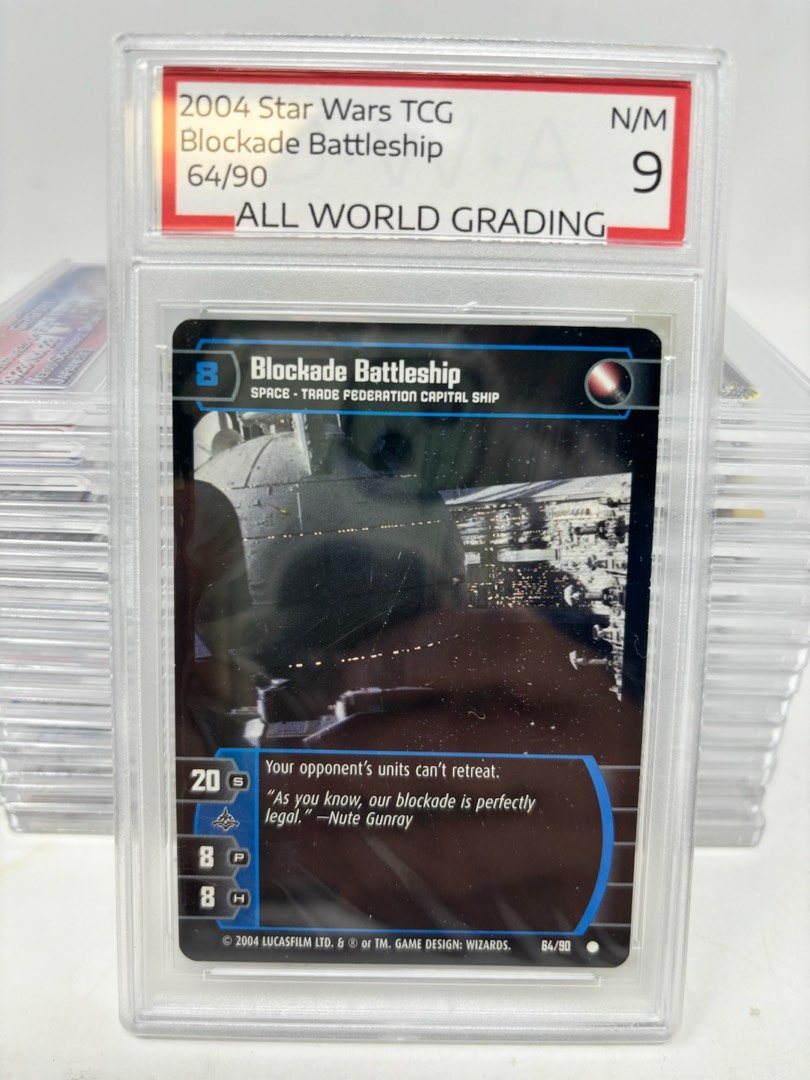 2004 Star Wars TCG
N/M
Blockade Battleship
9
64/90
ALL WORLD GRADING
8
Blockade Battleship
SPACE - TRADE FEDERATION CAPITAL SHIP
20 S
Your opponent's units can't retreat.
"As you know, our blockade is perfectly
legal." —Nute Gunray
8 P
8 H
© 2004 LUCASFILM LTD. & ® or TM. GAME DESIGN: WIZARDS.
64/90